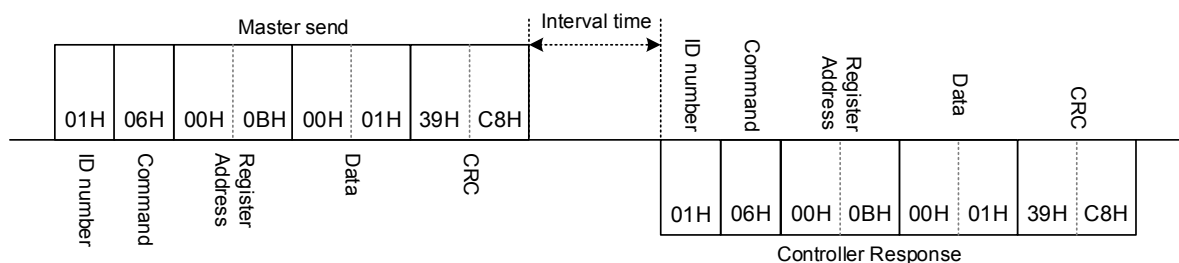 Master send
Interval time
01H 06H 00H 0BH 00H 01H 39H C8H
ID number
Command
Register
Address
Data
CRC
ID number
Command
Register
Address
Data
CRC
01H 06H 00H 0BH 00H 01H 39H C8H
Controller Response